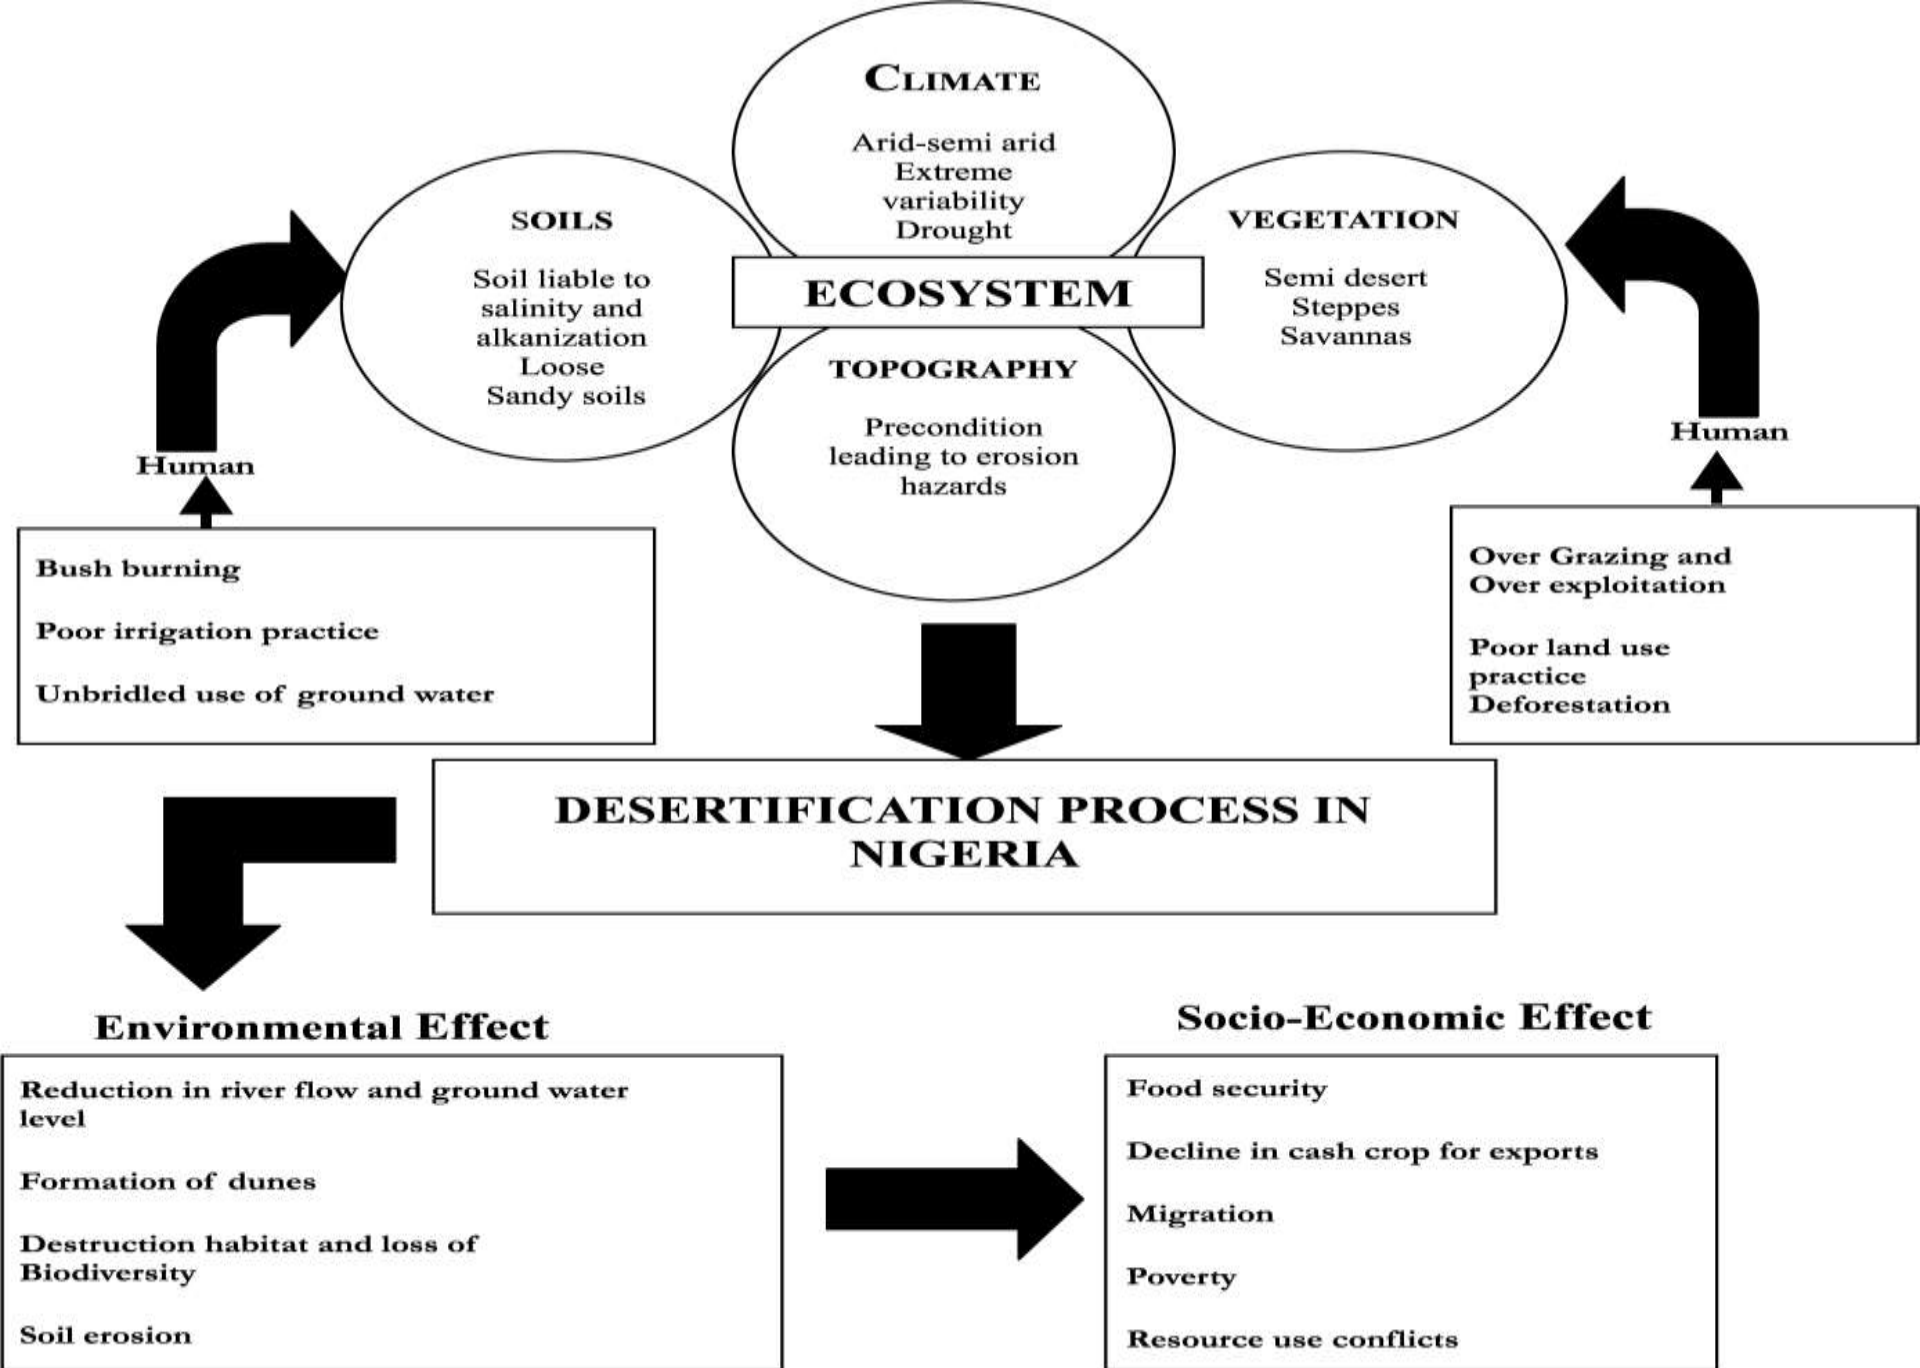 CLIMATE
Arid-semi arid
Extreme
variability
Drought
SOILS
Soil liable to
salinity and
alkanization
Loose
Sandy soils
ECOSYSTEM
VEGETATION
Semi desert
Steppes
Savannas
TOPOGRAPHY
Precondition
leading to erosion
hazards
Human
Bush burning
Poor irrigation practice
Unbridled use of ground water
Human
Over Grazing and
Over exploitation
Poor land use
practice
Deforestation
DESERTIFICATION PROCESS IN
NIGERIA
Environmental Effect
Reduction in river flow and ground water
level
Formation of dunes
Destruction habitat and loss of
Biodiversity
Soil erosion
Socio-Economic Effect
Food security
Decline in cash crop for exports
Migration
Poverty
Resource use conflicts